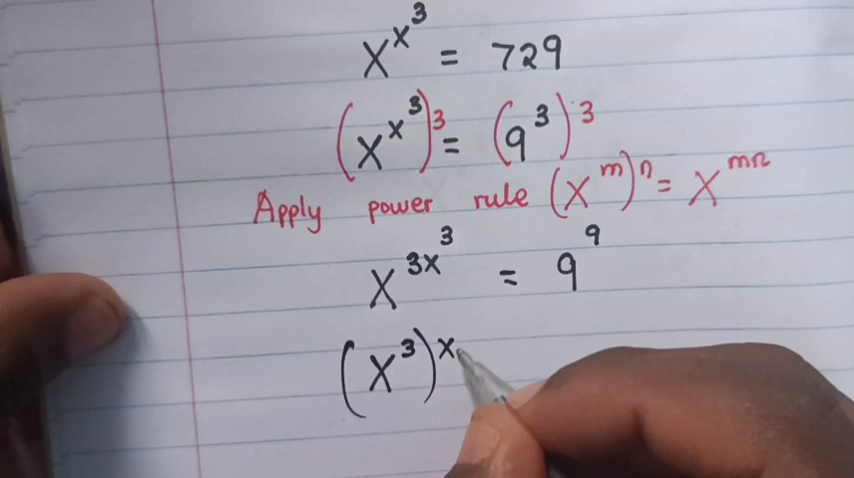 x^{x^3} = 729
(x^{x^3})^3 = (9^3)^3
Apply power rule (x^m)^n = x^{mn}
x^{3x^3} = 9^9
(x^3)^x